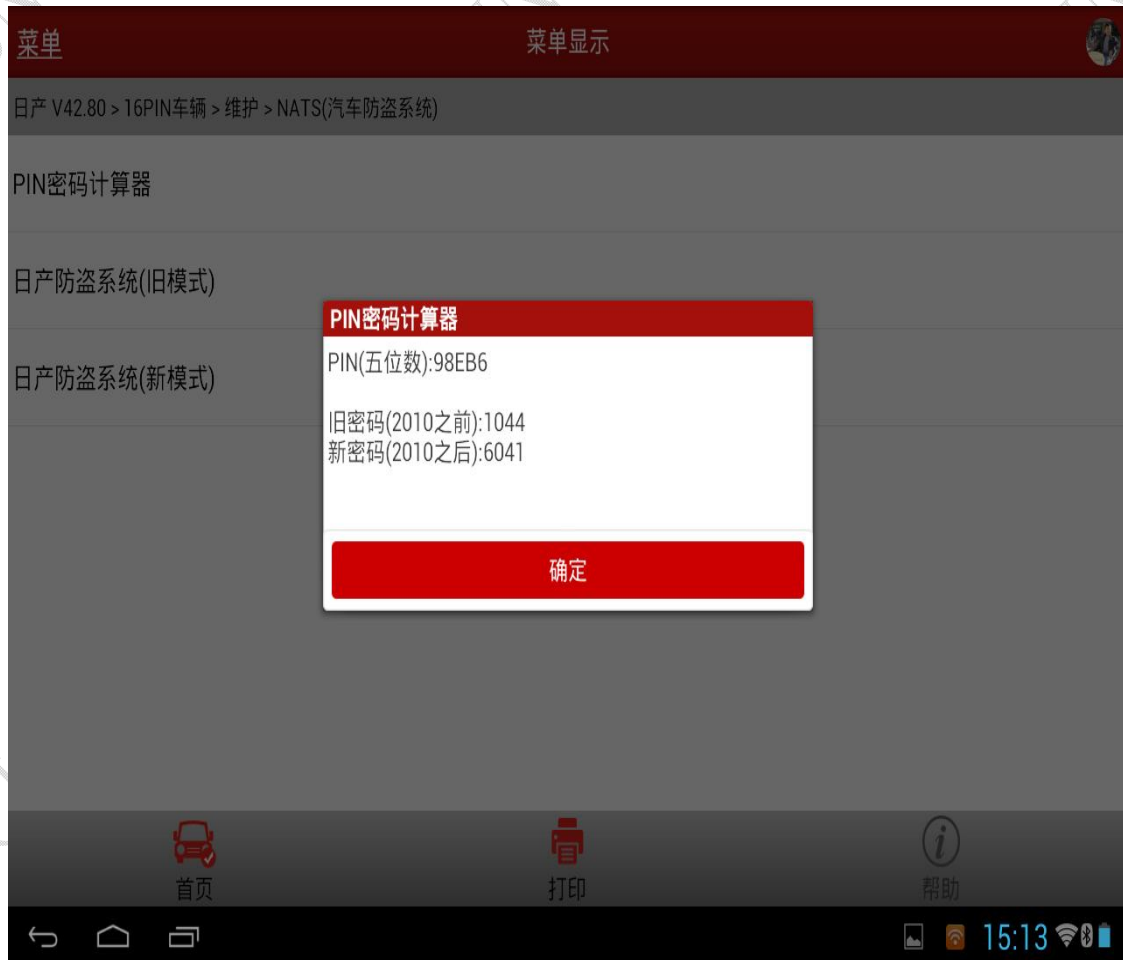 菜单
菜单显示
日产 V42.80 > 16PIN车辆 > 维护 > NATS(汽车防盗系统)
PIN密码计算器
日产防盗系统(旧模式)
日产防盗系统(新模式)
PIN密码计算器
PIN(五位数):98EB6
旧密码(2010之前):1044
新密码(2010之后):6041
确定
首页
打印
帮助
15:13